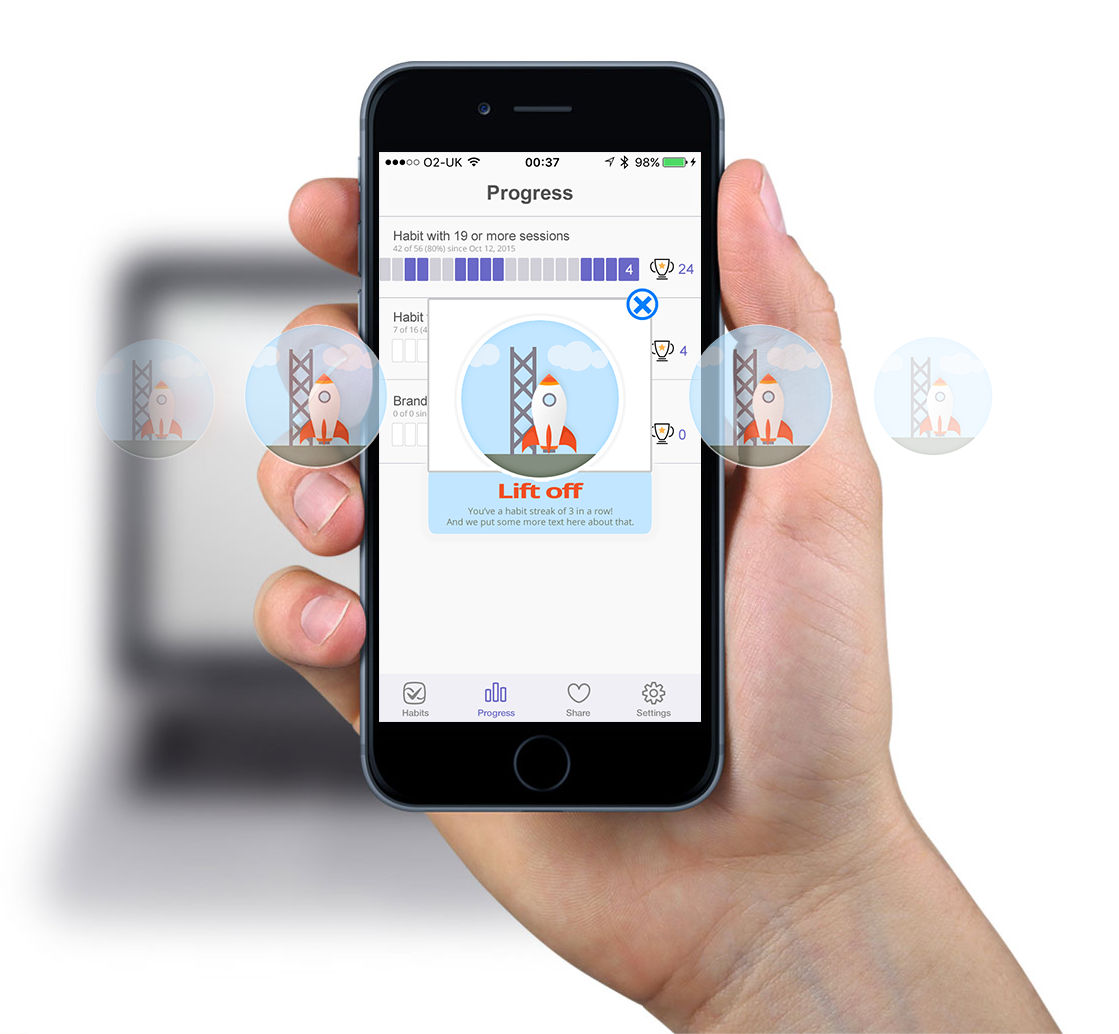 O2-UK 00:37 98%
Progress
Habit with 19 or more sessions
42 of 56 (80%) since Oct 12, 2015
4 24
Habit
7 of 16 (4
4
Brand
0 of 0 sin
0
Lift off
You've a habit streak of 3 in a row!
And we put some more text here about that.
Habits Progress Share Settings